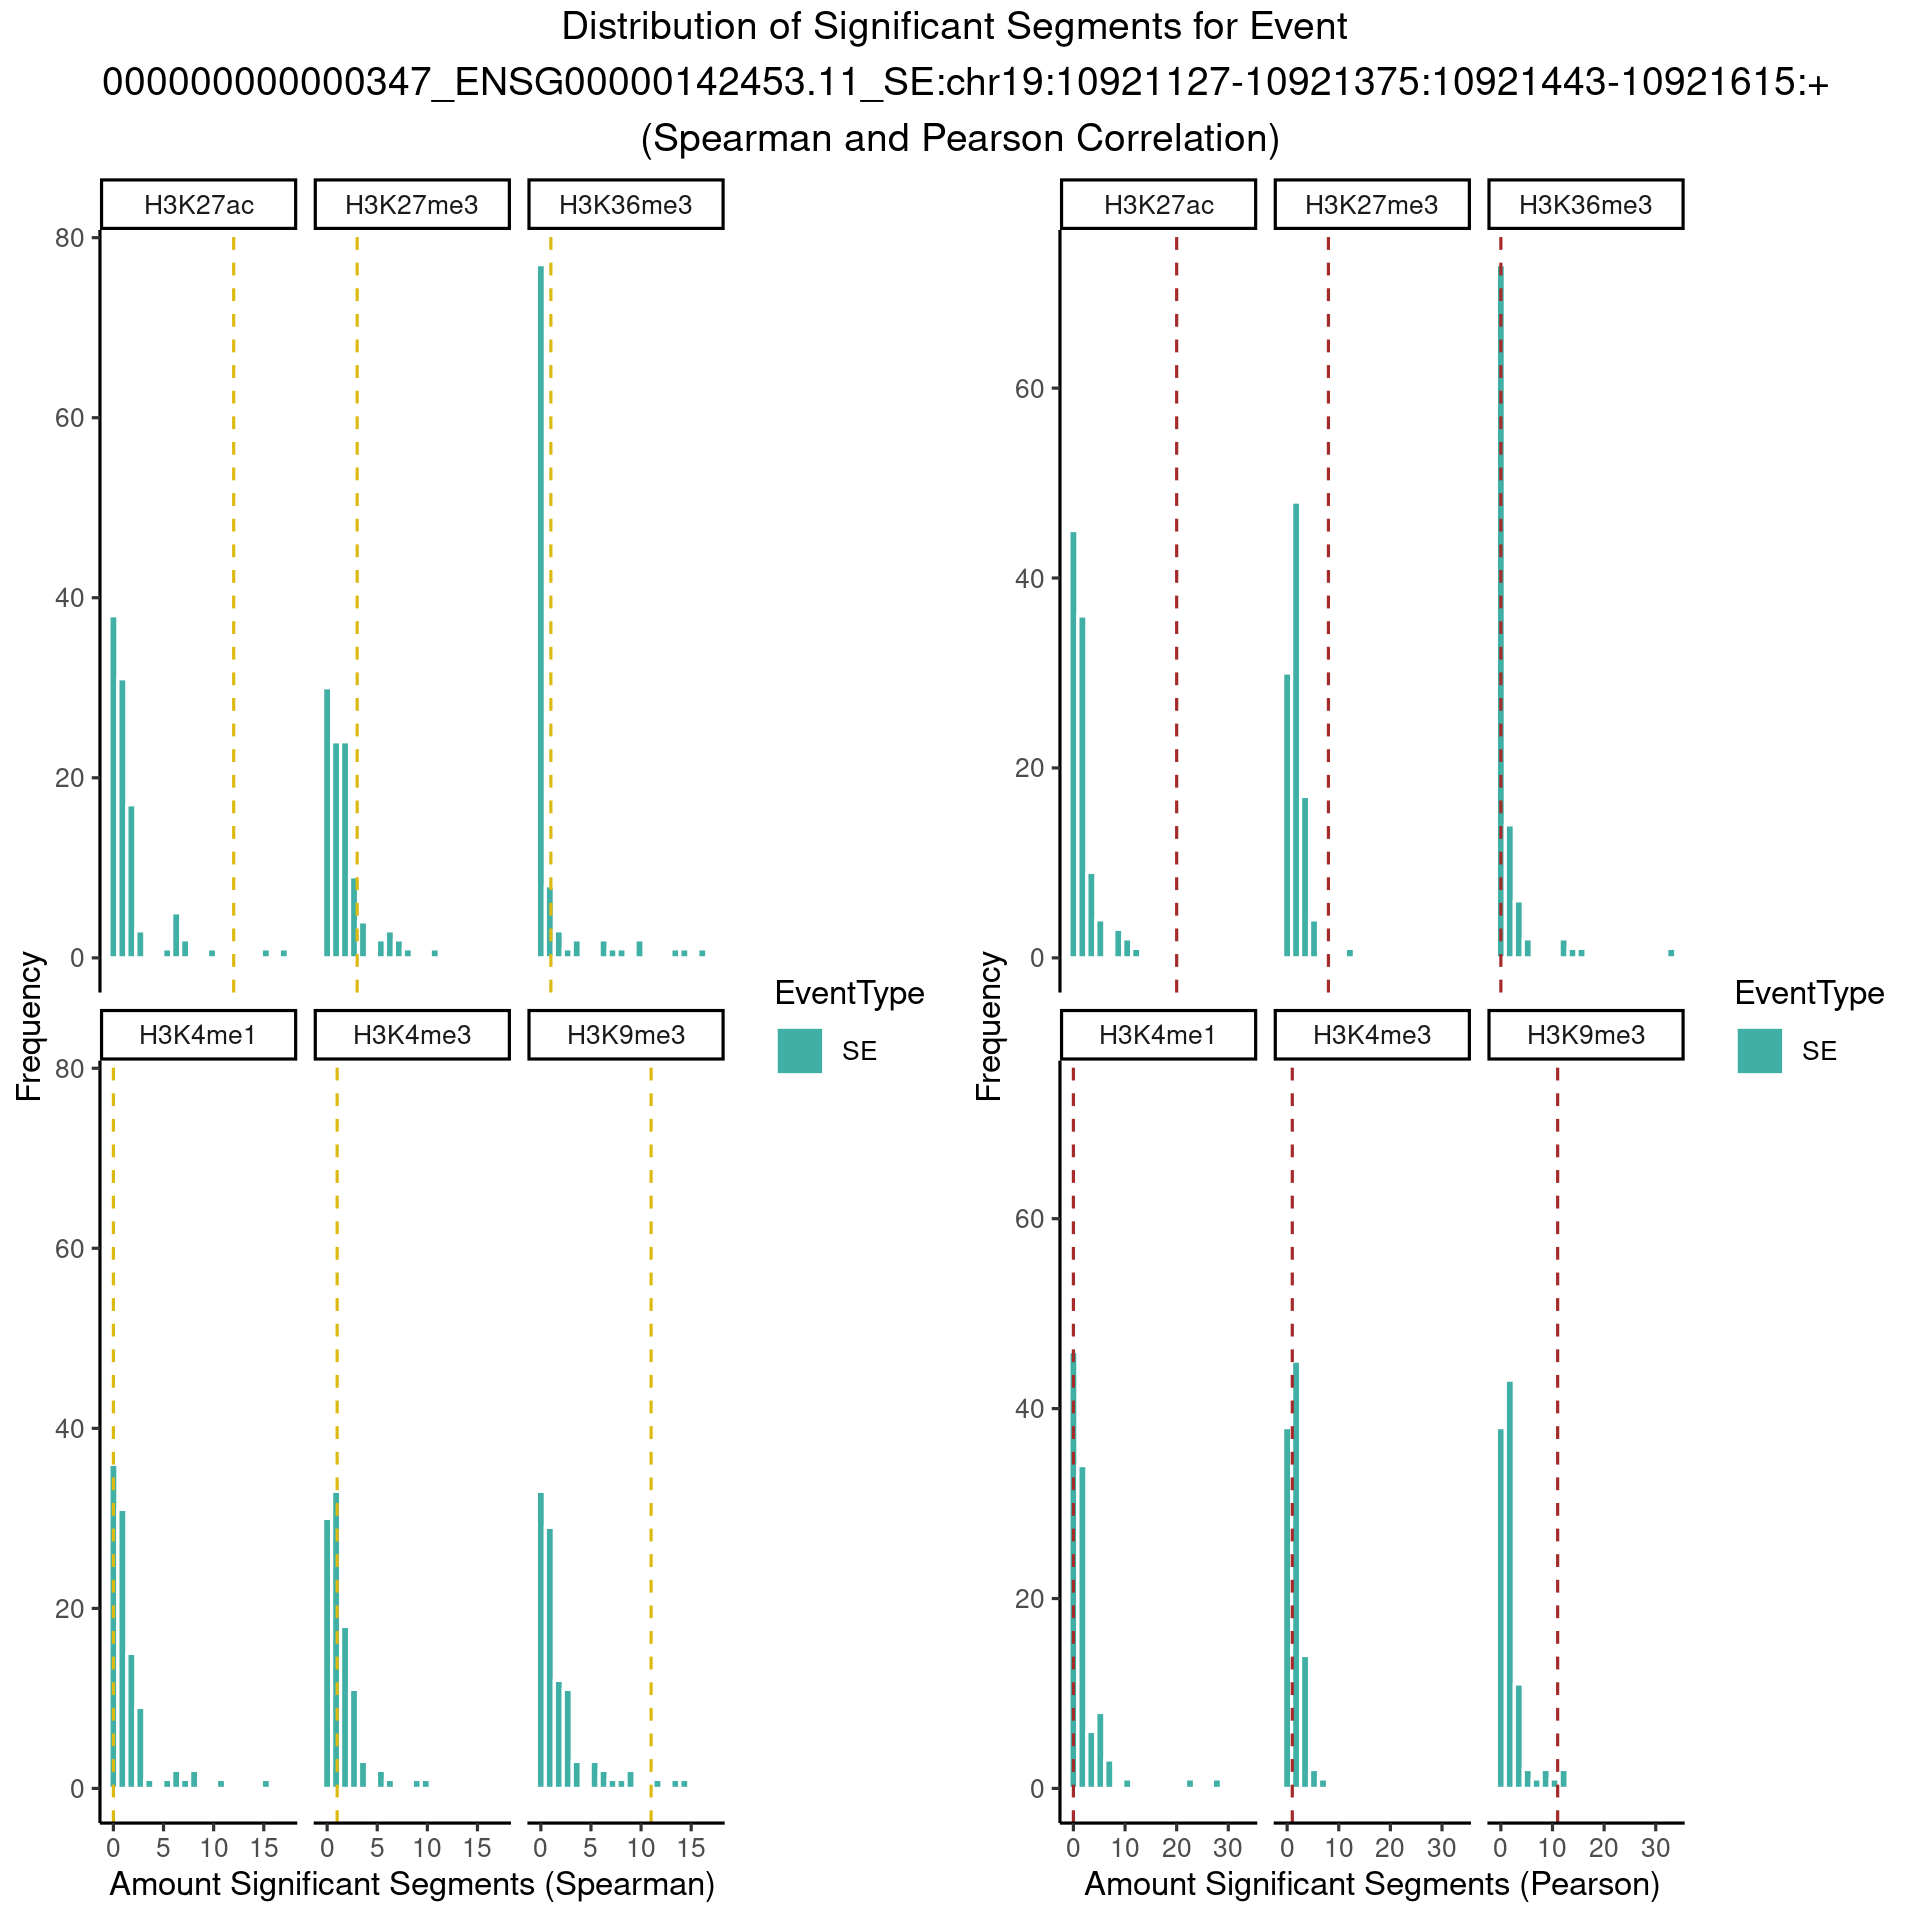 Distribution of Significant Segments for Event
000000000000347_ENSG00000142453.11_SE:chr19:10921127-10921375:10921443-10921615:+
(Spearman and Pearson Correlation)
H3K27ac H3K27me3 H3K36me3
80
60
40
20
0
H3K4me1 H3K4me3 H3K9me3
80
60
40
20
0
0 5 10 15 0 5 10 15 0 5 10 15
Frequency
Amount Significant Segments (Spearman)
EventType
SE
H3K27ac H3K27me3 H3K36me3
60
40
20
0
H3K4me1 H3K4me3 H3K9me3
60
40
20
0
0 10 20 30 0 10 20 30 0 10 20 30
Frequency
Amount Significant Segments (Pearson)
EventType
SE